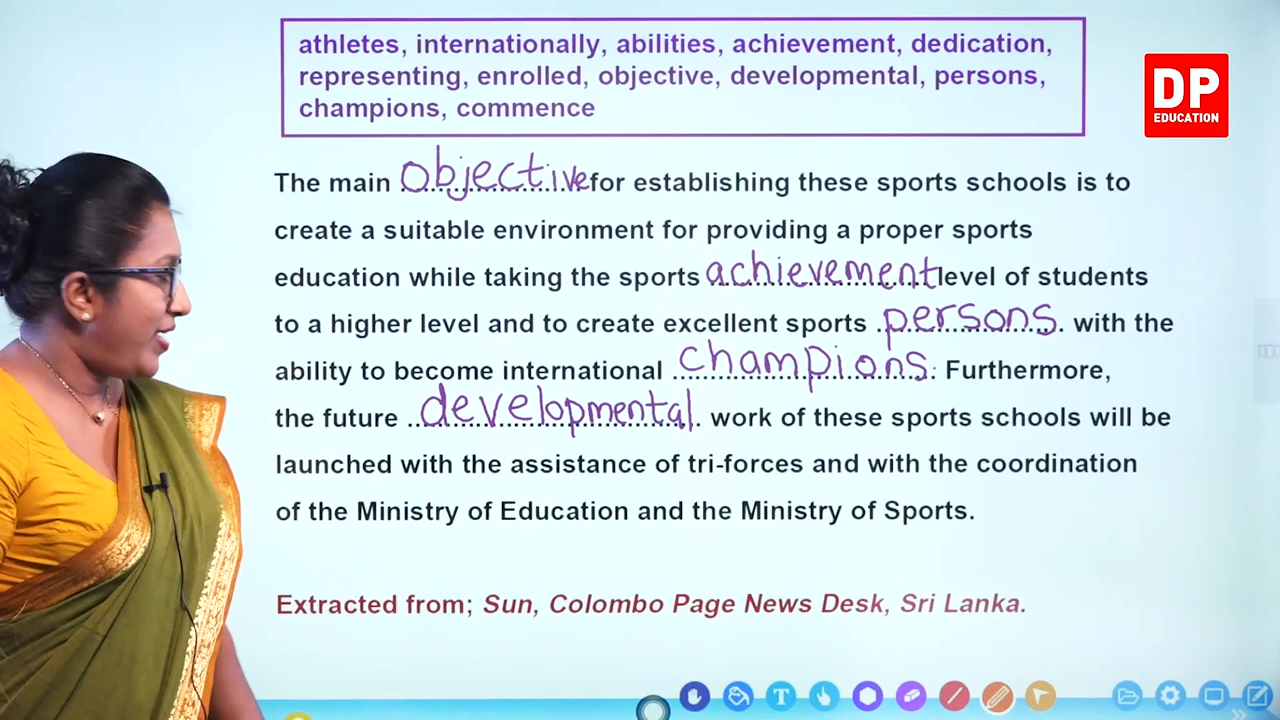 athletes, internationally, abilities, achievement, dedication,
representing, enrolled, objective, developmental, persons,
champions, commence
DP
EDUCATION
The main objective for establishing these sports schools is to
create a suitable environment for providing a proper sports
education while taking the sports achievement level of students
to a higher level and to create excellent sports persons with the
ability to become international champions. Furthermore,
the future developmental work of these sports schools will be
launched with the assistance of tri-forces and with the coordination
of the Ministry of Education and the Ministry of Sports.
Extracted from; Sun, Colombo Page News Desk, Sri Lanka.